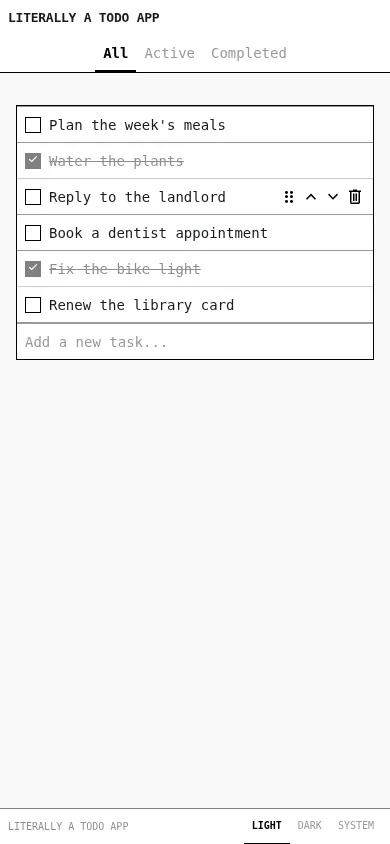 LITERALLY A TODO APP
All Active Completed
Plan the week's meals
Water the plants
Reply to the landlord
Book a dentist appointment
Fix the bike light
Renew the library card
Add a new task...
LITERALLY A TODO APP LIGHT DARK SYSTEM